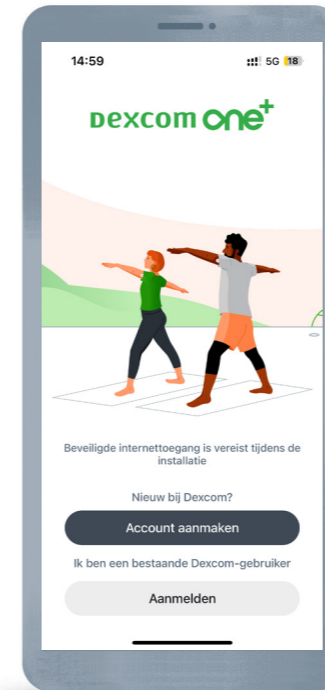 14:59
5G 18
Dexcom one+
Beveiligde internettoegang is vereist tijdens de
installatie
Nieuw bij Dexcom?
Account aanmaken
Ik ben een bestaande Dexcom-gebruiker
Aanmelden